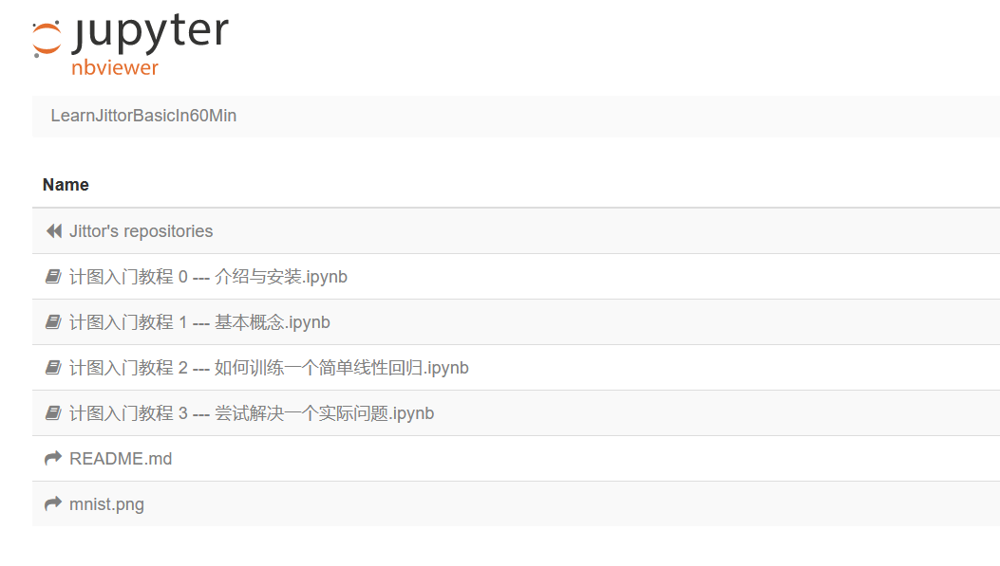 jupyter
nbviewer
LearnJittorBasicIn60Min
Name
Jittor's repositories
计图入门教程 0 --- 介绍与安装.ipynb
计图入门教程 1 --- 基本概念.ipynb
计图入门教程 2 --- 如何训练一个简单线性回归.ipynb
计图入门教程 3 --- 尝试解决一个实际问题.ipynb
README.md
mnist.png